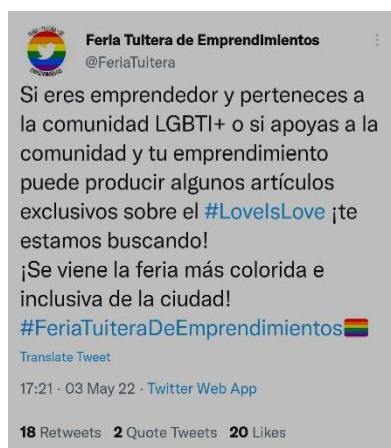 Feria Tuitera de Emprendimientos
@FeriaTuitera
Si eres emprendedor y perteneces a
la comunidad LGBTI+ o si apoyas a la
comunidad y tu emprendimiento
puede producir algunos artículos
exclusivos sobre el #LoveIsLove ¡te
estamos buscando!
¡Se viene la feria más colorida e
inclusiva de la ciudad!
#FeriaTuiteraDeEmprendimientos
Translate Tweet
17:21 · 03 May 22 · Twitter Web App
18 Retweets 2 Quote Tweets 20 Likes